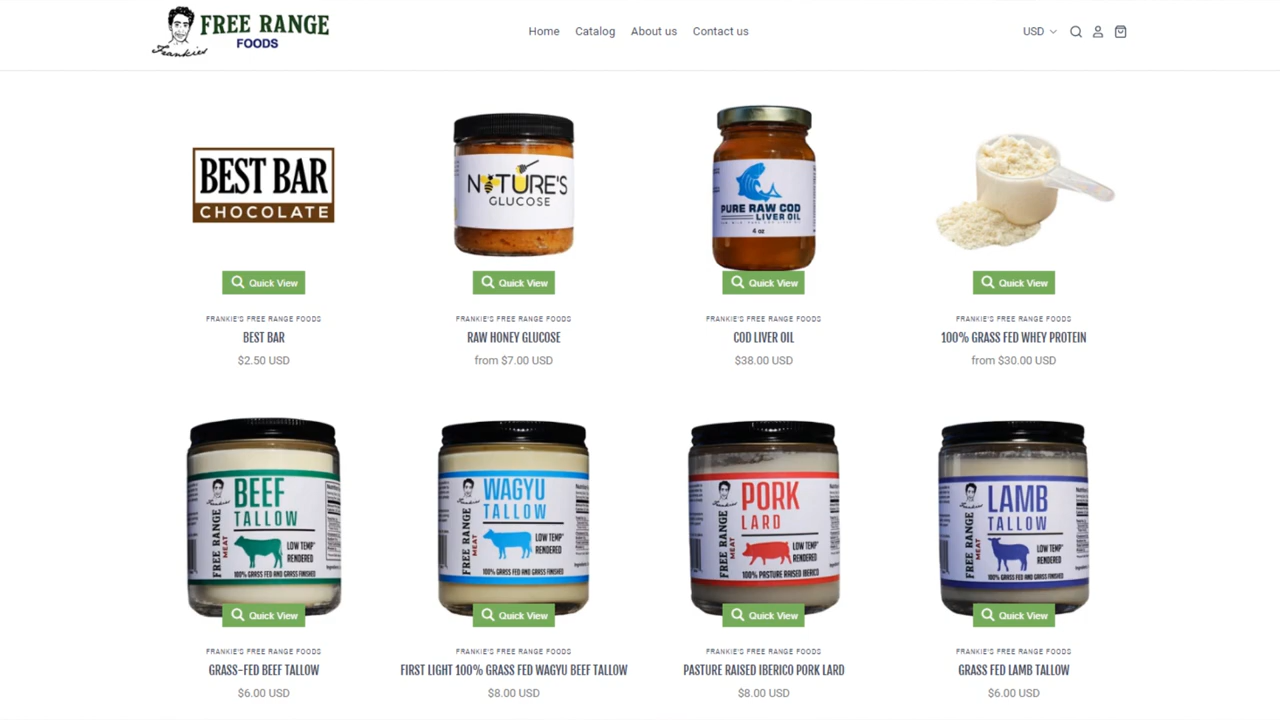 Frankies
FREE RANGE
FOODS
Home Catalog About us Contact us
USD
BEST BAR
CHOCOLATE
NATURE'S
GLUCOSE
PURE RAW COD
LIVER OIL
4 oz
Quick View
Quick View
Quick View
Quick View
FRANKIE'S FREE RANGE FOODS
FRANKIE'S FREE RANGE FOODS
FRANKIE'S FREE RANGE FOODS
FRANKIE'S FREE RANGE FOODS
BEST BAR
RAW HONEY GLUCOSE
COD LIVER OIL
100% GRASS FED WHEY PROTEIN
$2.50 USD
from $7.00 USD
$38.00 USD
from $30.00 USD
Frankies
FREE RANGE
MEAT
BEEF
TALLOW
LOW TEMP
RENDERED
100% GRASS FED AND GRASS FINISHED
Frankies
FREE RANGE
MEAT
WAGYU
TALLOW
LOW TEMP
RENDERED
100% GRASS FED AND GRASS FINISHED
Frankies
FREE RANGE
MEAT
PORK
LARD
LOW TEMP
RENDERED
100% PASTURE RAISED IBERICO
Frankies
FREE RANGE
MEAT
LAMB
TALLOW
LOW TEMP
RENDERED
100% GRASS FED AND GRASS FINISHED
Quick View
Quick View
Quick View
Quick View
FRANKIE'S FREE RANGE FOODS
FRANKIE'S FREE RANGE FOODS
FRANKIE'S FREE RANGE FOODS
FRANKIE'S FREE RANGE FOODS
GRASS-FED BEEF TALLOW
FIRST LIGHT 100% GRASS FED WAGYU BEEF TALLOW
PASTURE RAISED IBERICO PORK LARD
GRASS FED LAMB TALLOW
$6.00 USD
$8.00 USD
$8.00 USD
$6.00 USD